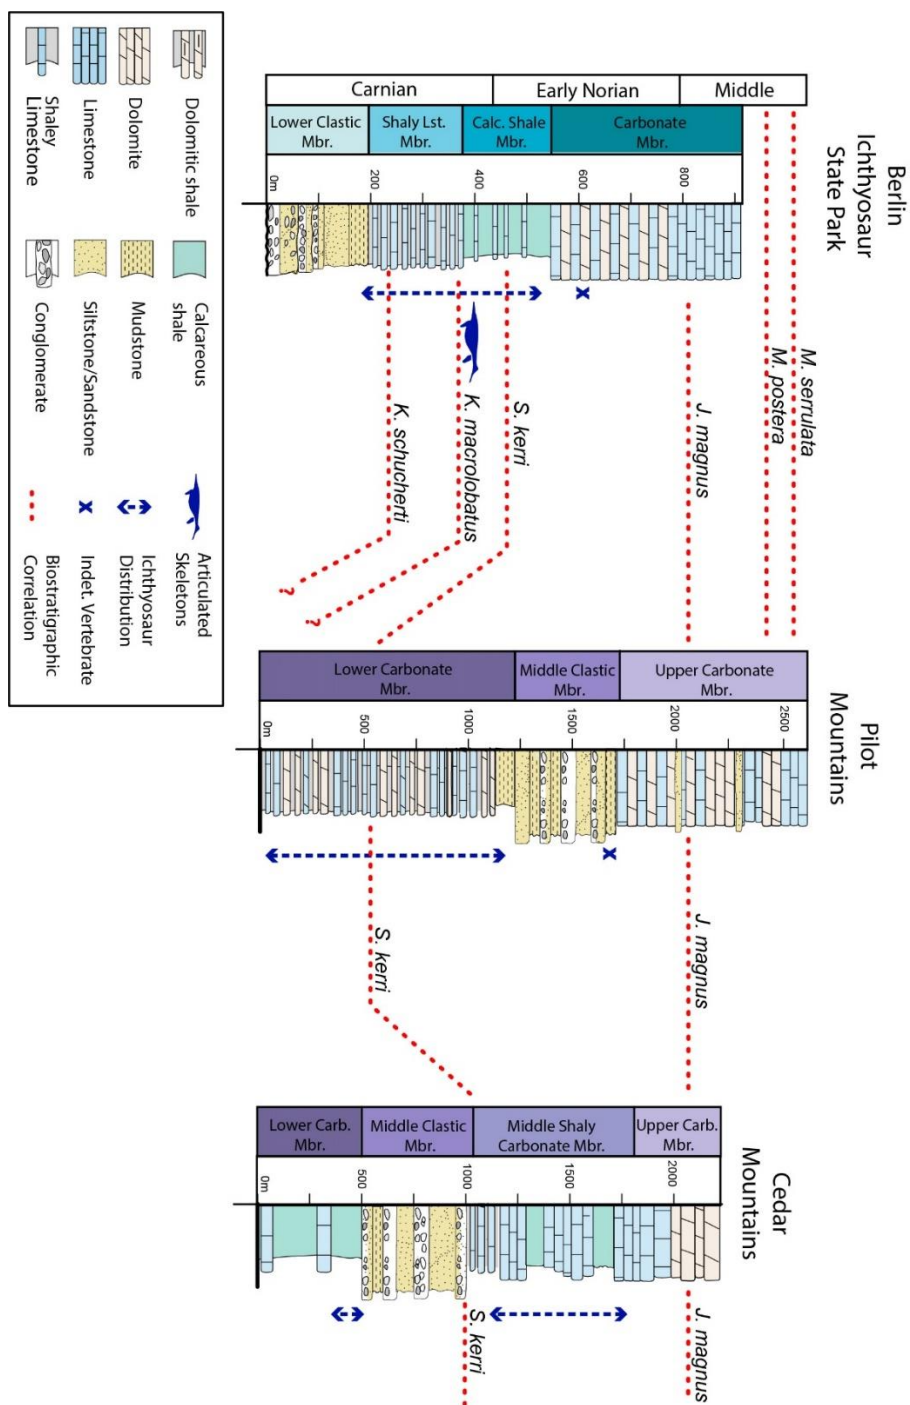 Berlin
Ichthyosaur
State Park
Carnian
Early Norian
Middle
Lower Clastic
Mbr.
Shaly Lst.
Mbr.
Calc. Shale
Mbr.
Carbonate
Mbr.
0m
200
400
600
800
K. schucherti
K. macrolobatus
S. kerri
J. magnus
M. postera
M. serrulata
?
?
Pilot
Mountains
Lower Carbonate
Mbr.
Middle Clastic
Mbr.
Upper Carbonate
Mbr.
0m
500
1000
1500
2000
2500
S. kerri
J. magnus
Cedar
Mountains
Lower Carb.
Mbr.
Middle Clastic
Mbr.
Middle Shaly
Carbonate Mbr.
Upper Carb.
Mbr.
0m
500
1000
1500
2000
S. kerri
J. magnus
Dolomitic shale
Dolomite
Limestone
Shaley
Limestone
Calcareous
shale
Mudstone
Siltstone/Sandstone
Conglomerate
Articulated
Skeletons
Ichthyosaur
Distribution
x
Indet. Vertebrate
Biostratigraphic
Correlation
x
x